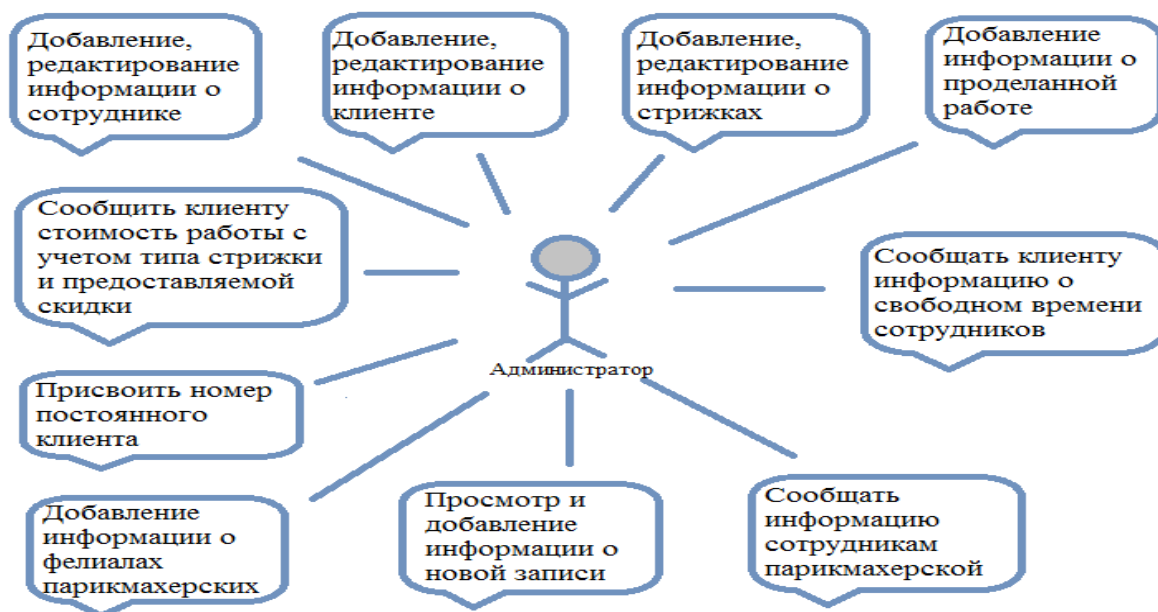 Добавление,
редактирование
информации о
сотруднике
Добавление,
редактирование
информации о
клиенте
Добавление,
редактирование
информации о
стрижках
Добавление
информации о
проделанной
работе
Сообщить клиенту
стоимость работы с
учетом типа стрижки
и предоставляемой
скидки
Сообщать клиенту
информацию о
свободном времени
сотрудников
Администратор
Присвоить номер
постоянного
клиента
Добавление
информации о
фелиалах
парикмахерских
Просмотр и
добавление
информации о
новой записи
Сообщать
информацию
сотрудникам
парикмахерской